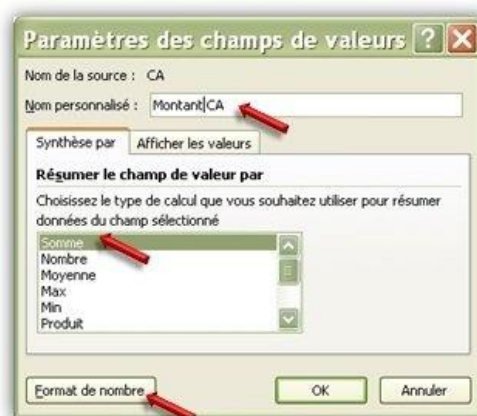 Paramètres des champs de valeurs
Nom de la source : CA
Nom personnalisé : Montant CA
Synthèse par Afficher les valeurs
Résumer le champ de valeur par
Choisissez le type de calcul que vous souhaitez utiliser pour résumer
données du champ sélectionné
Somme
Nombre
Moyenne
Max
Min
Produit
Format de nombre OK Annuler